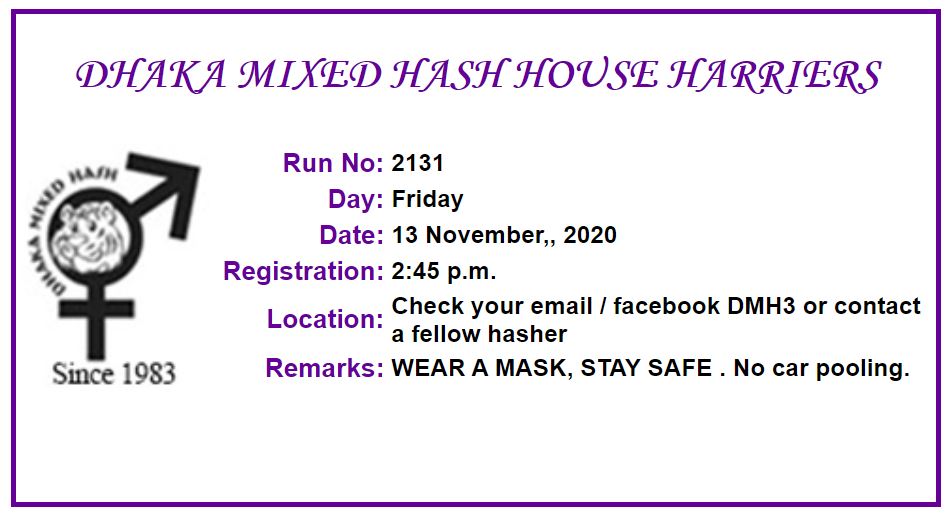 DHAKA MIXED HASH HOUSE HARRIERS
DHAKA MIXED HASH
Since 1983
Run No: 2131
Day: Friday
Date: 13 November,, 2020
Registration: 2:45 p.m.
Location: Check your email / facebook DMH3 or contact
a fellow hasher
Remarks: WEAR A MASK, STAY SAFE . No car pooling.